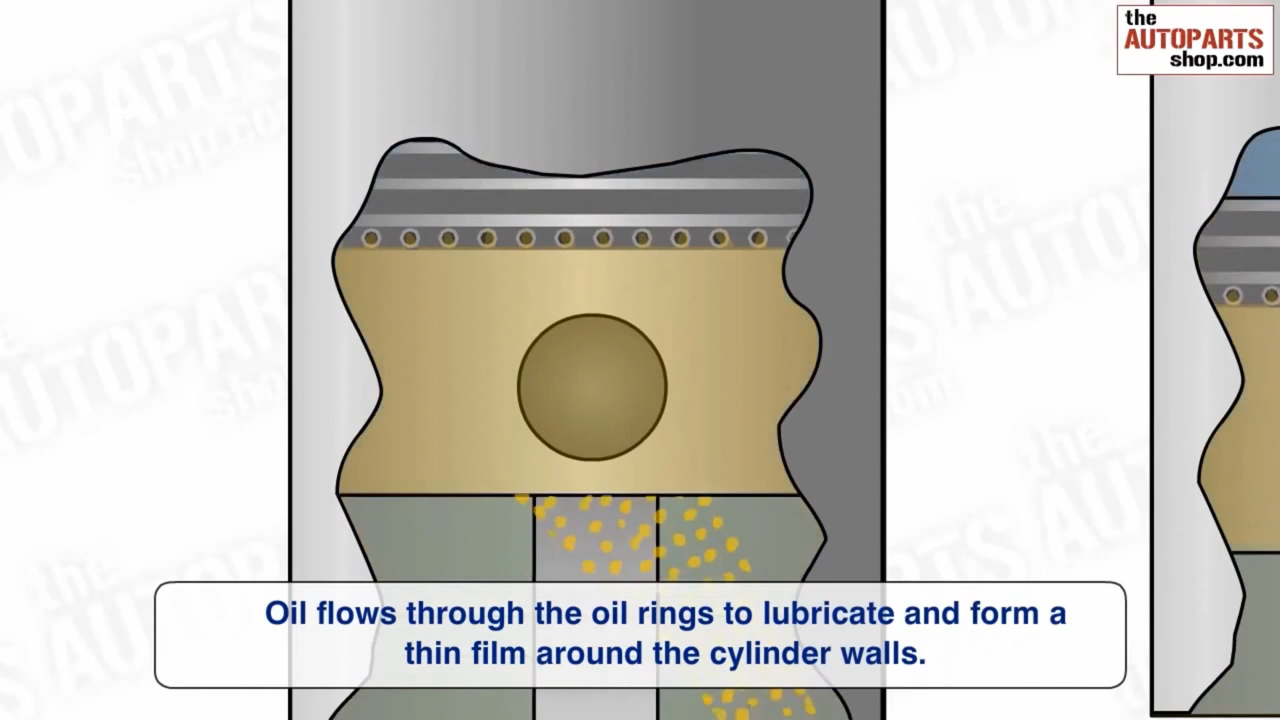 the
AUTOPARTS
shop.com
Oil flows through the oil rings to lubricate and form a
thin film around the cylinder walls.